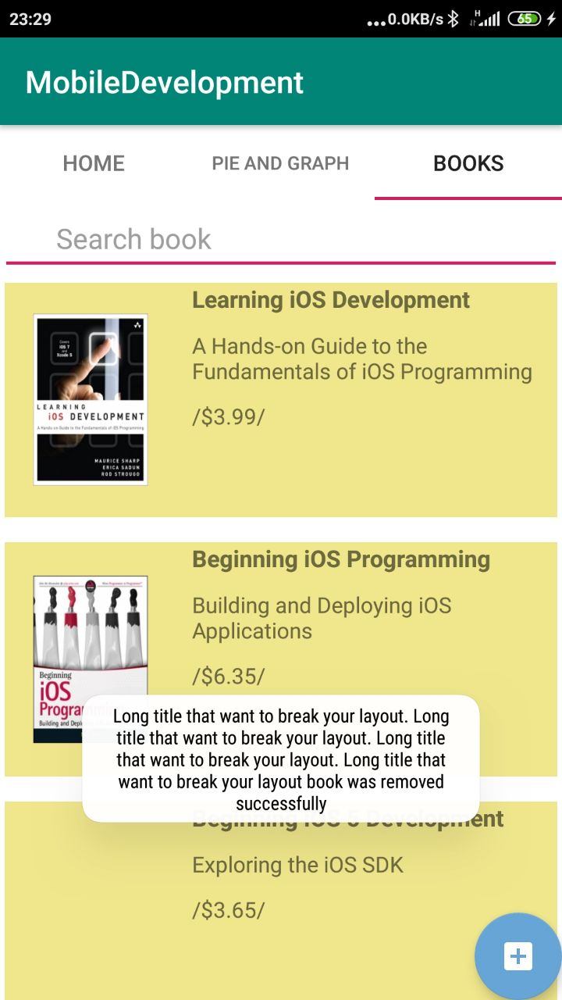 23:29
...0.0KB/s H 65
MobileDevelopment
HOME
PIE AND GRAPH
BOOKS
Search book
Learning iOS Development
A Hands-on Guide to the
Fundamentals of iOS Programming
/$3.99/
Covers
iOS 7
and
Xcode 5
LEARNING
iOS DEVELOPMENT
A Hands-on Guide to the Fundamentals of iOS Programming
MAURICE SHARP
ERICA SADUN
ROD STROUGO
Beginning iOS Programming
Building and Deploying iOS
Applications
/$6.35/
Beginning
iOS
Programming
Building and Deploying iOS
Long title that want to break your layout. Long
title that want to break your layout. Long title
that want to break your layout. Long title that
want to break your layout book was removed
successfully
Beginning iOS 5 Development
Exploring the iOS SDK
/$3.65/